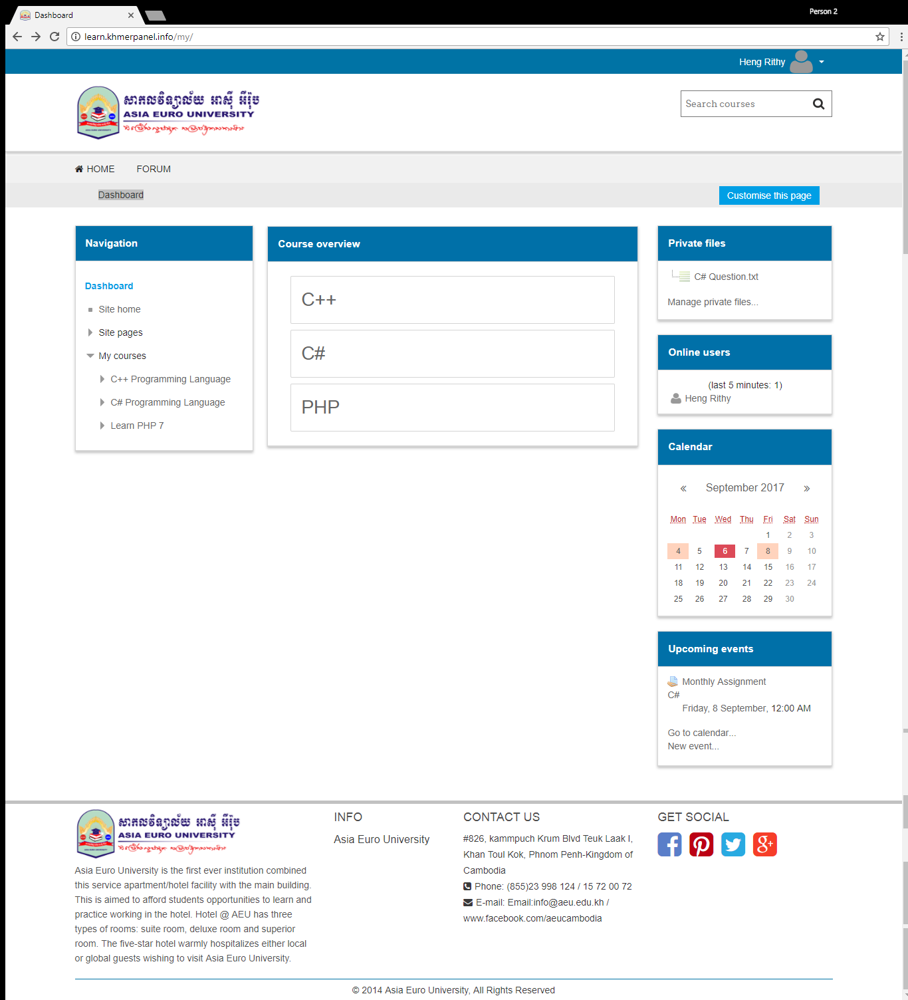 Dashboard
Person 2
learn.khmerpanel.info/my/
Heng Rithy
សាកលវិទ្យាល័យ អាស៊ី អឺរ៉ុប
ASIA EURO UNIVERSITY
Search courses
HOME FORUM
Dashboard
Customise this page
Navigation
Dashboard
Site home
Site pages
My courses
C++ Programming Language
C# Programming Language
Learn PHP 7
Course overview
C++
C#
PHP
Private files
C# Question.txt
Manage private files...
Online users
(last 5 minutes: 1)
Heng Rithy
Calendar
« September 2017 »
Mon Tue Wed Thu Fri Sat Sun
1 2 3
4 5 6 7 8 9 10
11 12 13 14 15 16 17
18 19 20 21 22 23 24
25 26 27 28 29 30
Upcoming events
Monthly Assignment
C#
Friday, 8 September, 12:00 AM
Go to calendar...
New event...
សាកលវិទ្យាល័យ អាស៊ី អឺរ៉ុប
ASIA EURO UNIVERSITY
Asia Euro University is the first ever institution combined
this service apartment/hotel facility with the main building.
This is aimed to afford students opportunities to learn and
practice working in the hotel. Hotel @ AEU has three
types of rooms: suite room, deluxe room and superior
room. The five-star hotel warmly hospitalizes either local
or global guests wishing to visit Asia Euro University.
INFO
Asia Euro University
CONTACT US
#826, kammpuch Krum Blvd Teuk Laak I,
Khan Toul Kok, Phnom Penh-Kingdom of
Cambodia
Phone: (855)23 998 124 / 15 72 00 72
E-mail: Email:info@aeu.edu.kh /
www.facebook.com/aeucambodia
GET SOCIAL
© 2014 Asia Euro University, All Rights Reserved